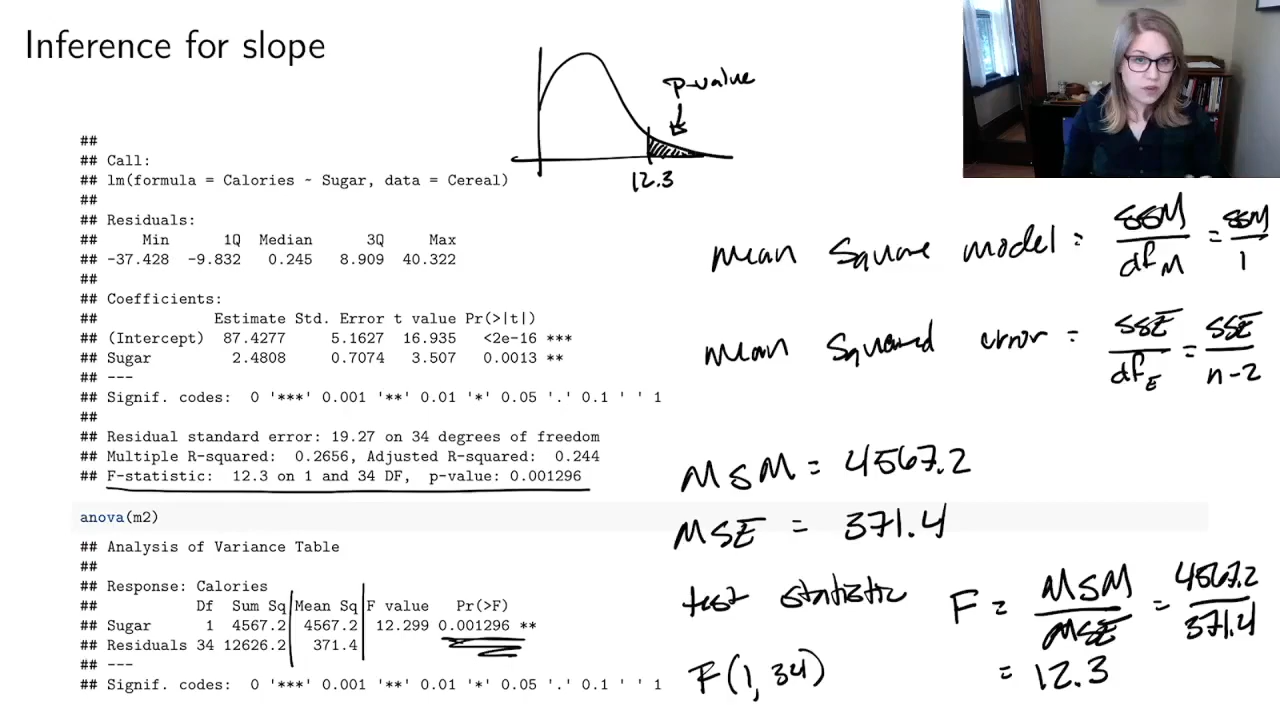 Inference for slope
p-value
12.3
##
## Call:
## lm(formula = Calories ~ Sugar, data = Cereal)
##
## Residuals:
##     Min      1Q  Median      3Q     Max
## -37.428  -9.832   0.245   8.909  40.322
##
## Coefficients:
##             Estimate Std. Error t value Pr(>|t|)
## (Intercept)  87.4277     5.1627  16.935   <2e-16 ***
## Sugar         2.4808     0.7074   3.507   0.0013 **
## ---
## Signif. codes:  0 '***' 0.001 '**' 0.01 '*' 0.05 '.' 0.1 ' ' 1
##
## Residual standard error: 19.27 on 34 degrees of freedom
## Multiple R-squared:  0.2656, Adjusted R-squared:  0.244
## F-statistic:  12.3 on 1 and 34 DF,  p-value: 0.001296
anova(m2)
## Analysis of Variance Table
##
## Response: Calories
##           Df  Sum Sq Mean Sq F value   Pr(>F)
## Sugar      1  4567.2  4567.2  12.299 0.001296 **
## Residuals 34 12626.2   371.4
## ---
## Signif. codes:  0 '***' 0.001 '**' 0.01 '*' 0.05 '.' 0.1 ' ' 1
mean square model = SSM/dfM = SSM/1
mean squared error = SSE/dfE = SSE/n-2
MSM = 4567.2
MSE = 371.4
test statistic F = MSM/MSE = 4567.2/371.4
F(1, 34) = 12.3